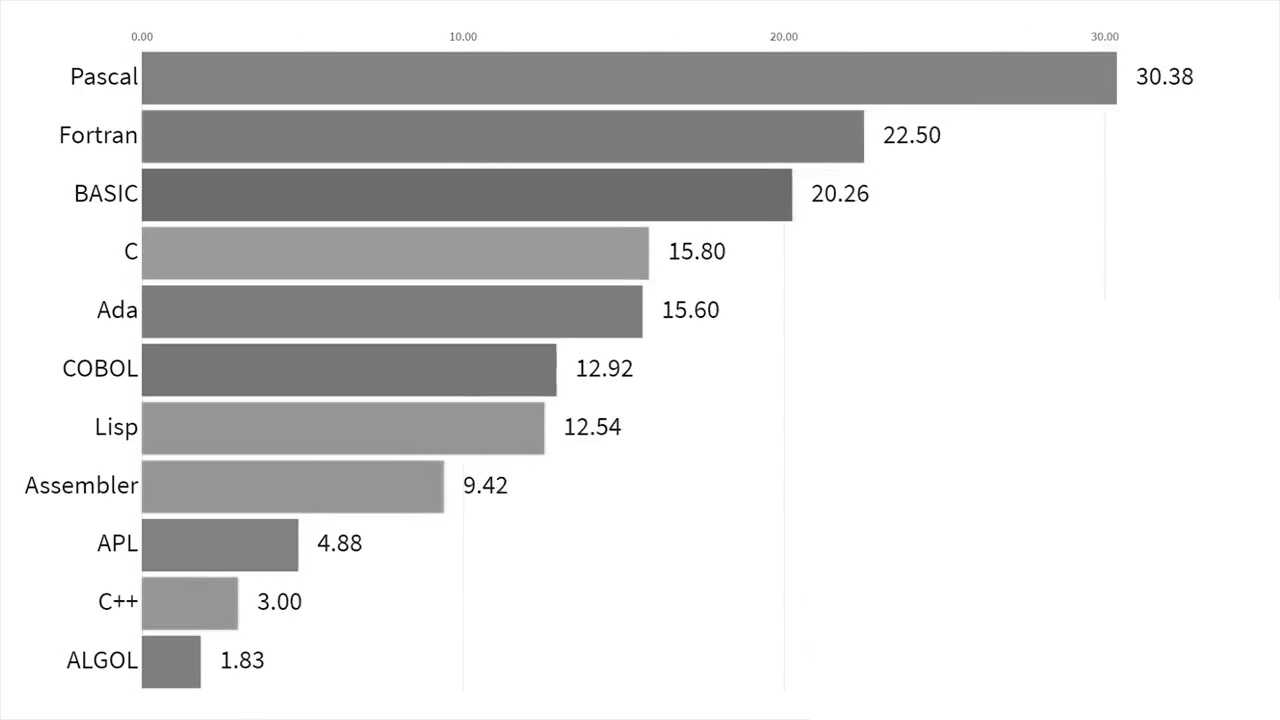 0.00 10.00 20.00 30.00
Pascal 30.38
Fortran 22.50
BASIC 20.26
C 15.80
Ada 15.60
COBOL 12.92
Lisp 12.54
Assembler 9.42
APL 4.88
C++ 3.00
ALGOL 1.83